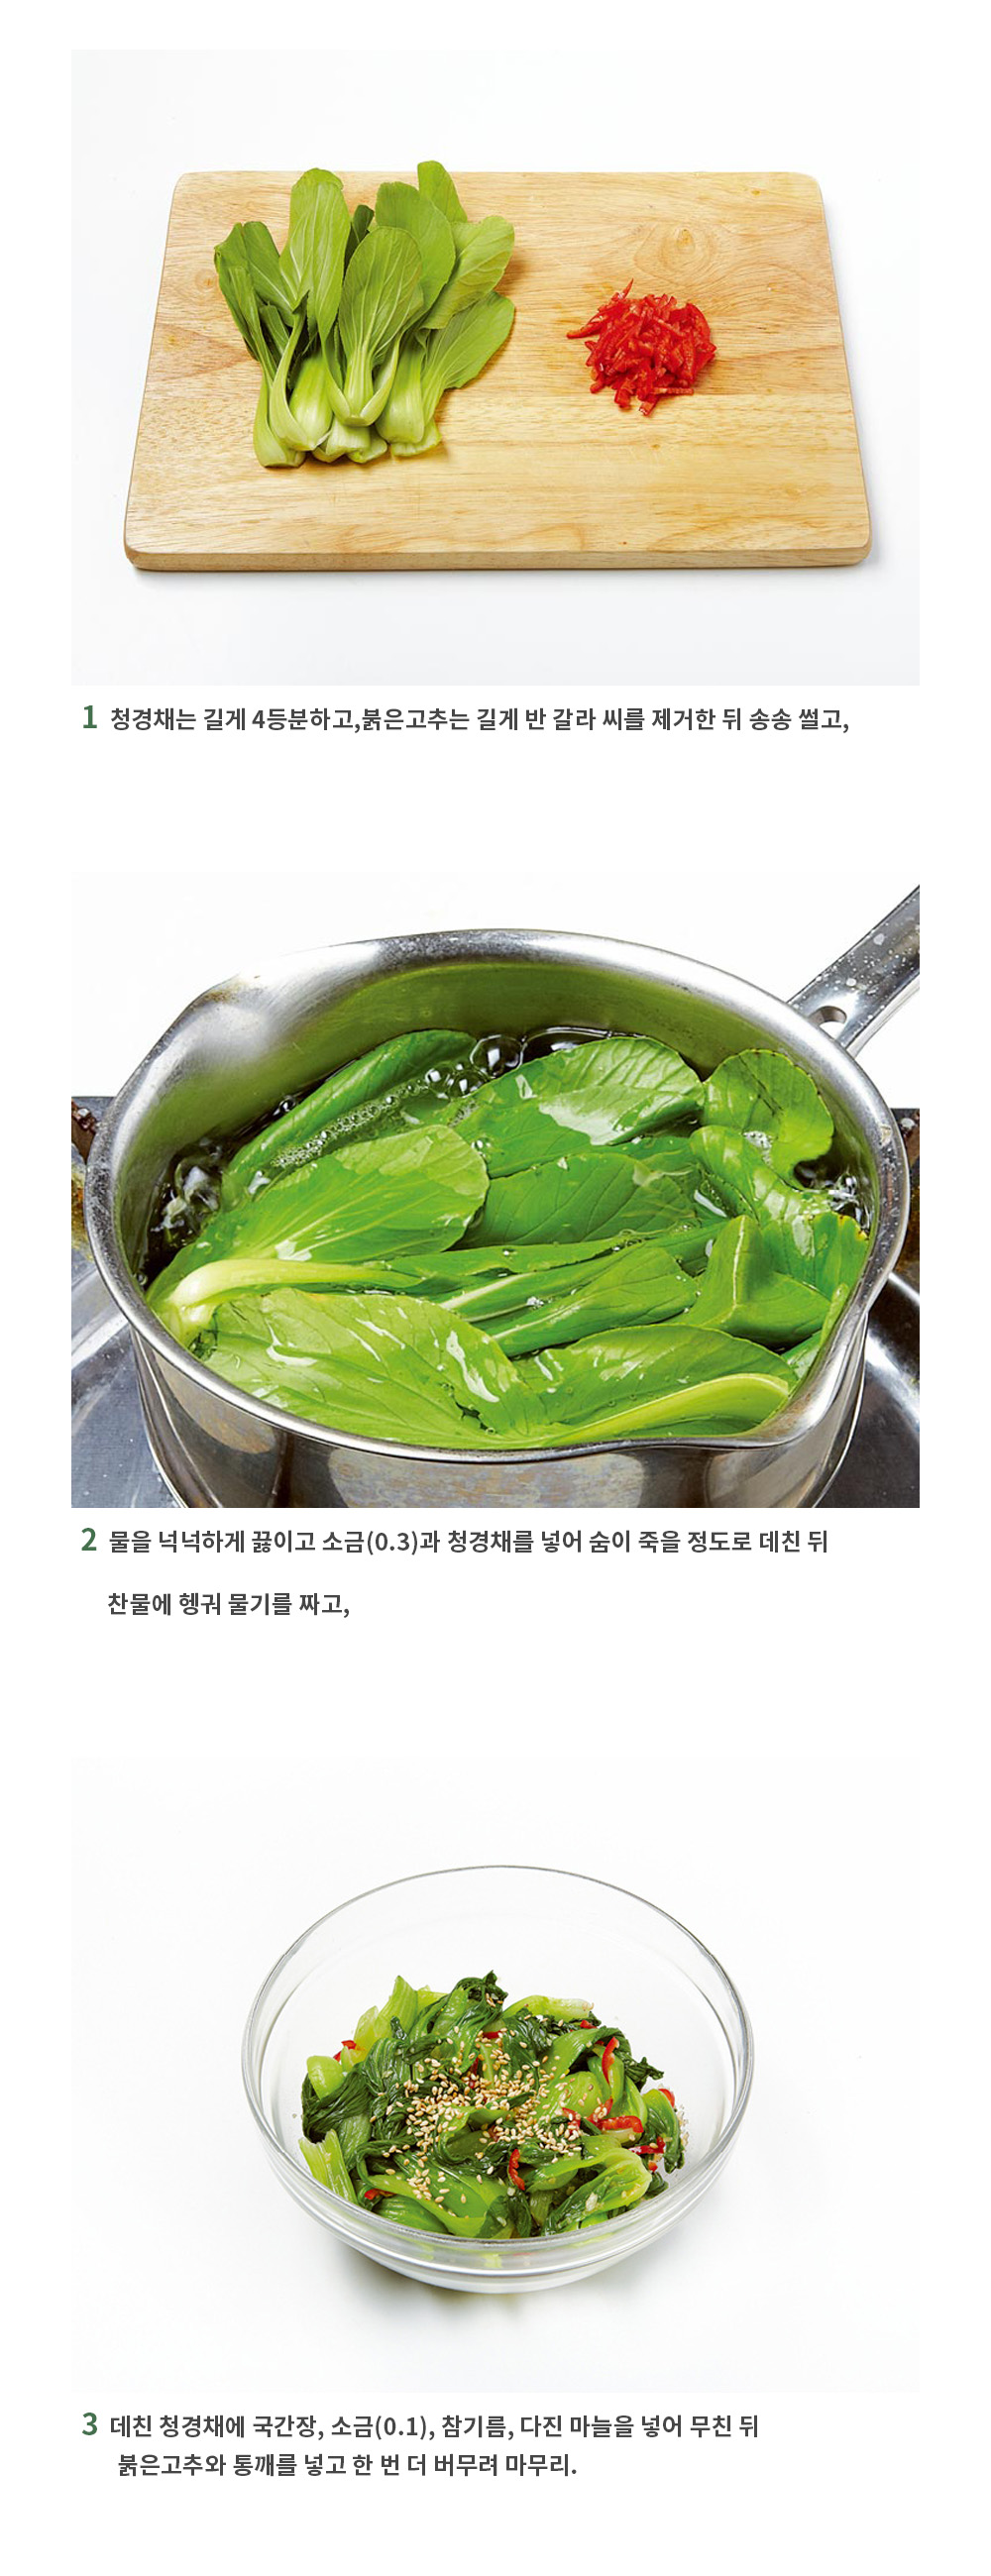 1 청경채는 길게 4등분하고,붉은고추는 길게 반 갈라 씨를 제거한 뒤 송송 썰고,
2 물을 넉넉하게 끓이고 소금(0.3)과 청경채를 넣어 숨이 죽을 정도로 데친 뒤
찬물에 헹궈 물기를 짜고,
3 데친 청경채에 국간장, 소금(0.1), 참기름, 다진 마늘을 넣어 무친 뒤
붉은고추와 통깨를 넣고 한 번 더 버무려 마무리.